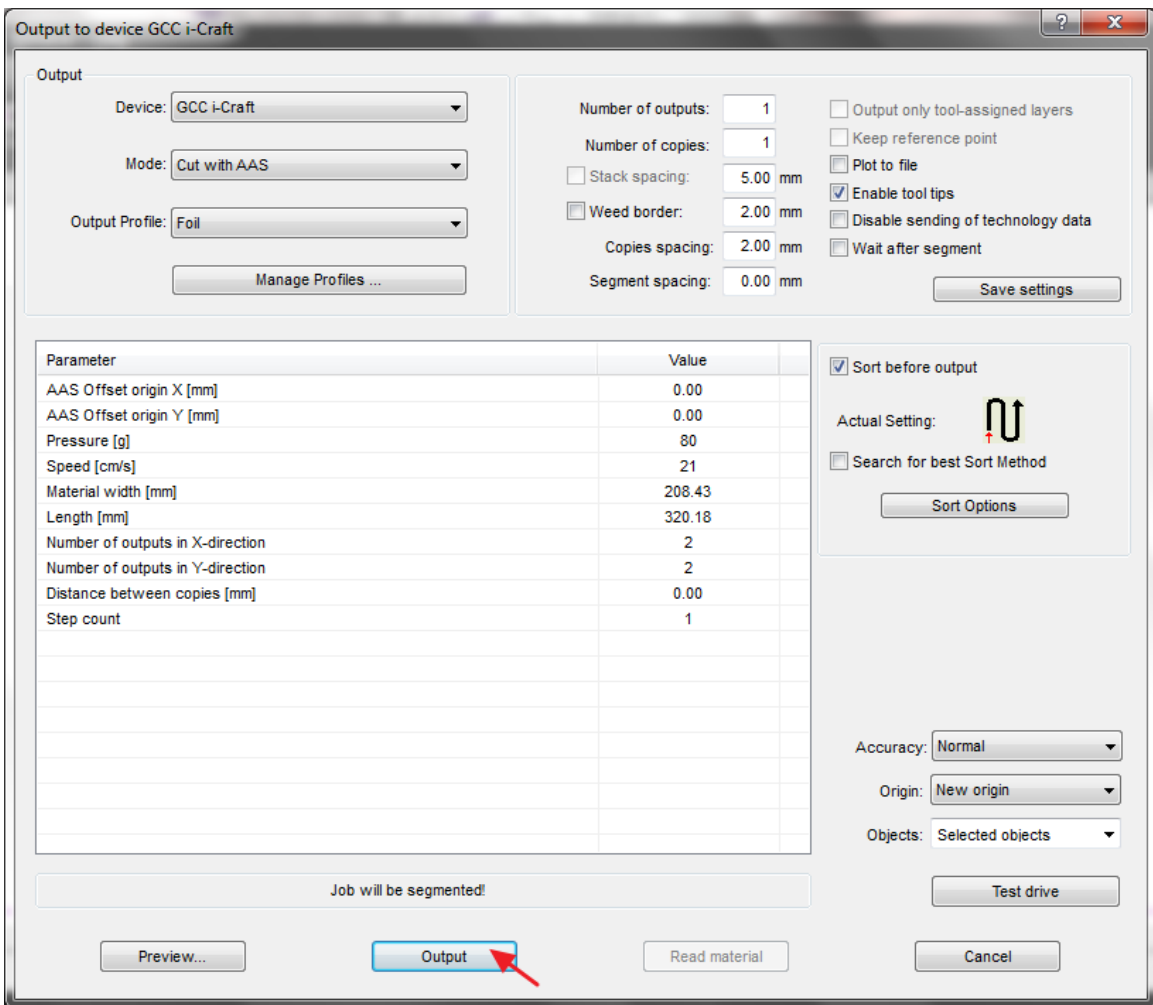 Output to device GCC i-Craft
Output
Device: GCC i-Craft
Mode: Cut with AAS
Output Profile: Foil
Manage Profiles ...
Number of outputs: 1
Number of copies: 1
Stack spacing: 5.00 mm
Weed border: 2.00 mm
Copies spacing: 2.00 mm
Segment spacing: 0.00 mm
Output only tool-assigned layers
Keep reference point
Plot to file
Enable tool tips
Disable sending of technology data
Wait after segment
Save settings
Parameter Value
AAS Offset origin X [mm] 0.00
AAS Offset origin Y [mm] 0.00
Pressure [g] 80
Speed [cm/s] 21
Material width [mm] 208.43
Length [mm] 320.18
Number of outputs in X-direction 2
Number of outputs in Y-direction 2
Distance between copies [mm] 0.00
Step count 1
Sort before output
Actual Setting:
Search for best Sort Method
Sort Options
Accuracy: Normal
Origin: New origin
Objects: Selected objects
Job will be segmented!
Test drive
Preview...
Output
Read material
Cancel